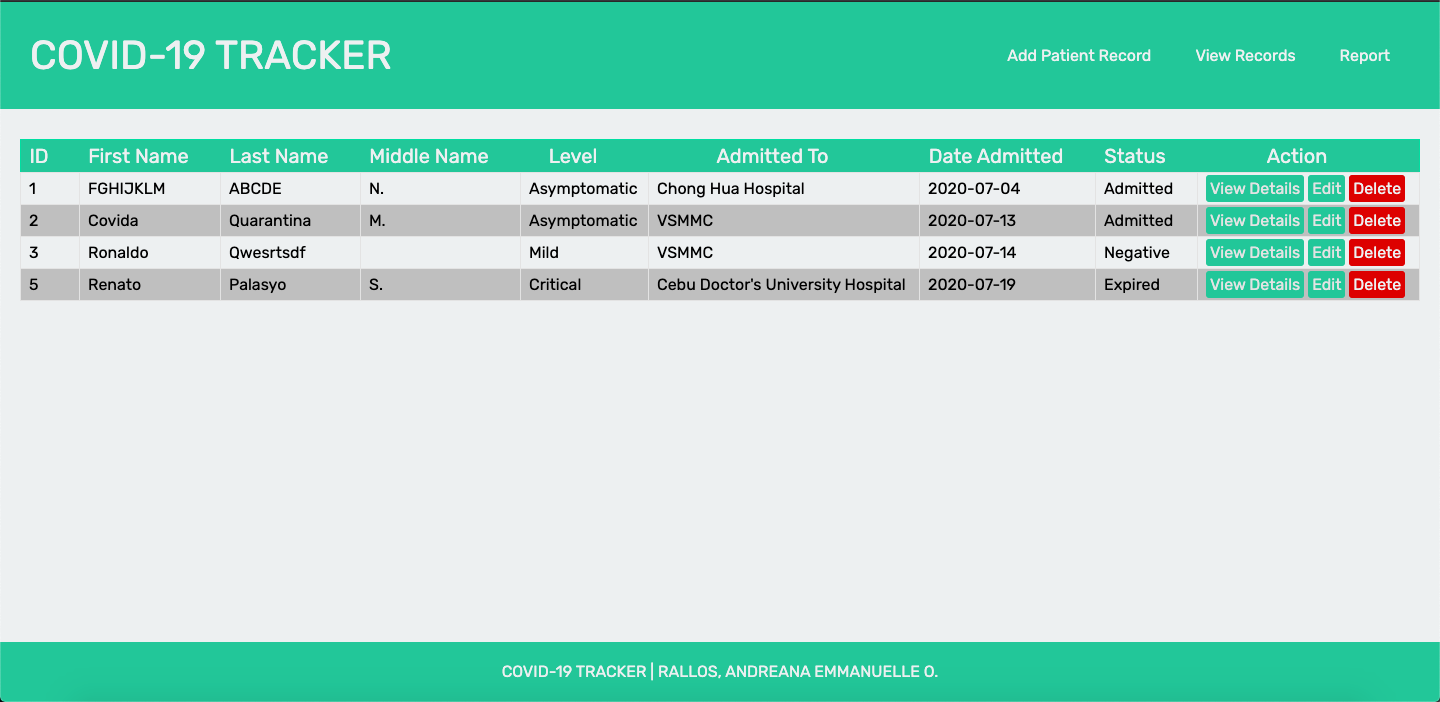 COVID-19 TRACKER
Add Patient Record View Records Report
ID First Name Last Name Middle Name Level Admitted To Date Admitted Status Action
1 FGHIJKLM ABCDE N. Asymptomatic Chong Hua Hospital 2020-07-04 Admitted View Details Edit Delete
2 Covida Quarantina M. Asymptomatic VSMMC 2020-07-13 Admitted View Details Edit Delete
3 Ronaldo Qwesrtsdf Mild VSMMC 2020-07-14 Negative View Details Edit Delete
5 Renato Palasyo S. Critical Cebu Doctor's University Hospital 2020-07-19 Expired View Details Edit Delete
COVID-19 TRACKER | RALLOS, ANDREANA EMMANUELLE O.